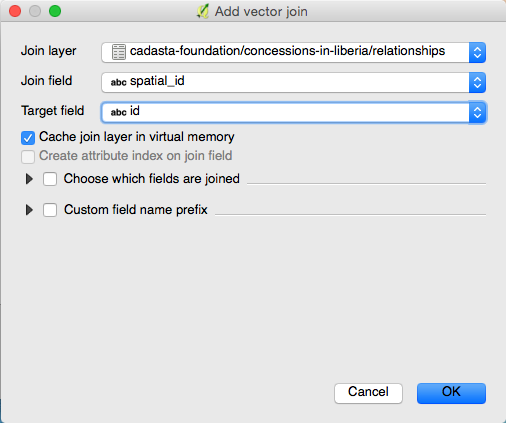 Add vector join
Join layer cadasta-foundation/concessions-in-liberia/relationships
Join field abc spatial_id
Target field abc id
Cache join layer in virtual memory
Create attribute index on join field
Choose which fields are joined
Custom field name prefix
Cancel OK